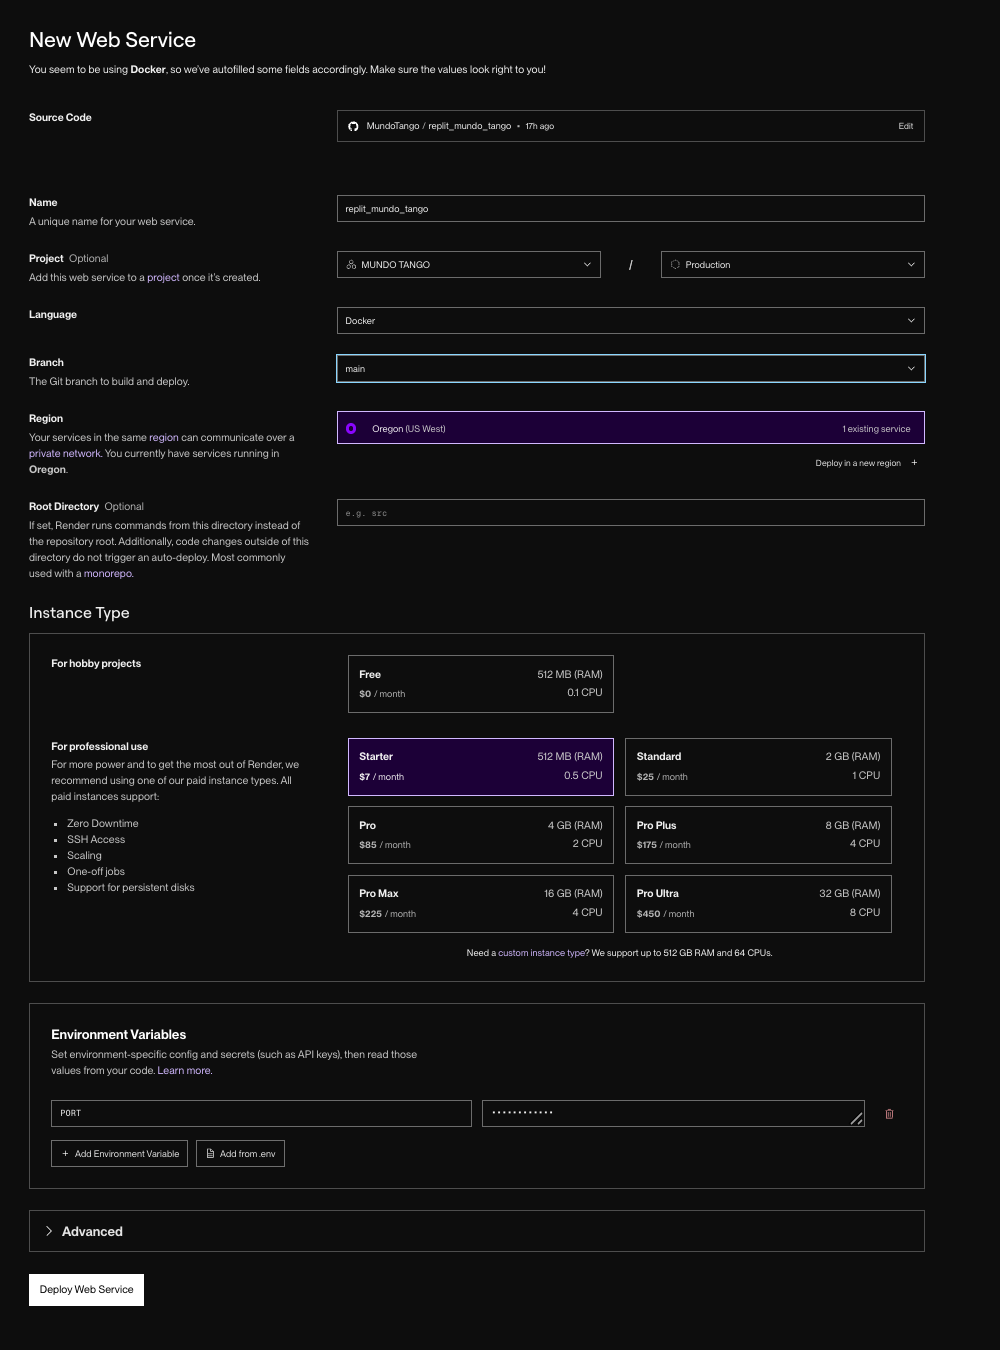 New Web Service
You seem to be using Docker, so we've autofilled some fields accordingly. Make sure the values look right to you!
Source Code
MundoTango / replit_mundo_tango • 17h ago
Edit
Name
A unique name for your web service.
replit_mundo_tango
Project Optional
Add this web service to a project once it's created.
MUNDO TANGO
/
Production
Language
Docker
Branch
The Git branch to build and deploy.
main
Region
Your services in the same region can communicate over a
private network. You currently have services running in
Oregon.
Oregon (US West)
1 existing service
Deploy in a new region +
Root Directory Optional
If set, Render runs commands from this directory instead of
the repository root. Additionally, code changes outside of this
directory do not trigger an auto-deploy. Most commonly
used with a monorepo.
e.g. src
Instance Type
For hobby projects
Free 512 MB (RAM)
$0 / month 0.1 CPU
For professional use
For more power and to get the most out of Render, we
recommend using one of our paid instance types. All
paid instances support:
▪ Zero Downtime
▪ SSH Access
▪ Scaling
▪ One-off jobs
▪ Support for persistent disks
Starter 512 MB (RAM)
$7 / month 0.5 CPU
Standard 2 GB (RAM)
$25 / month 1 CPU
Pro 4 GB (RAM)
$85 / month 2 CPU
Pro Plus 8 GB (RAM)
$175 / month 4 CPU
Pro Max 16 GB (RAM)
$225 / month 4 CPU
Pro Ultra 32 GB (RAM)
$450 / month 8 CPU
Need a custom instance type? We support up to 512 GB RAM and 64 CPUs.
Environment Variables
Set environment-specific config and secrets (such as API keys), then read those
values from your code. Learn more.
PORT
••••••••••••
+ Add Environment Variable
Add from .env
Advanced
Deploy Web Service